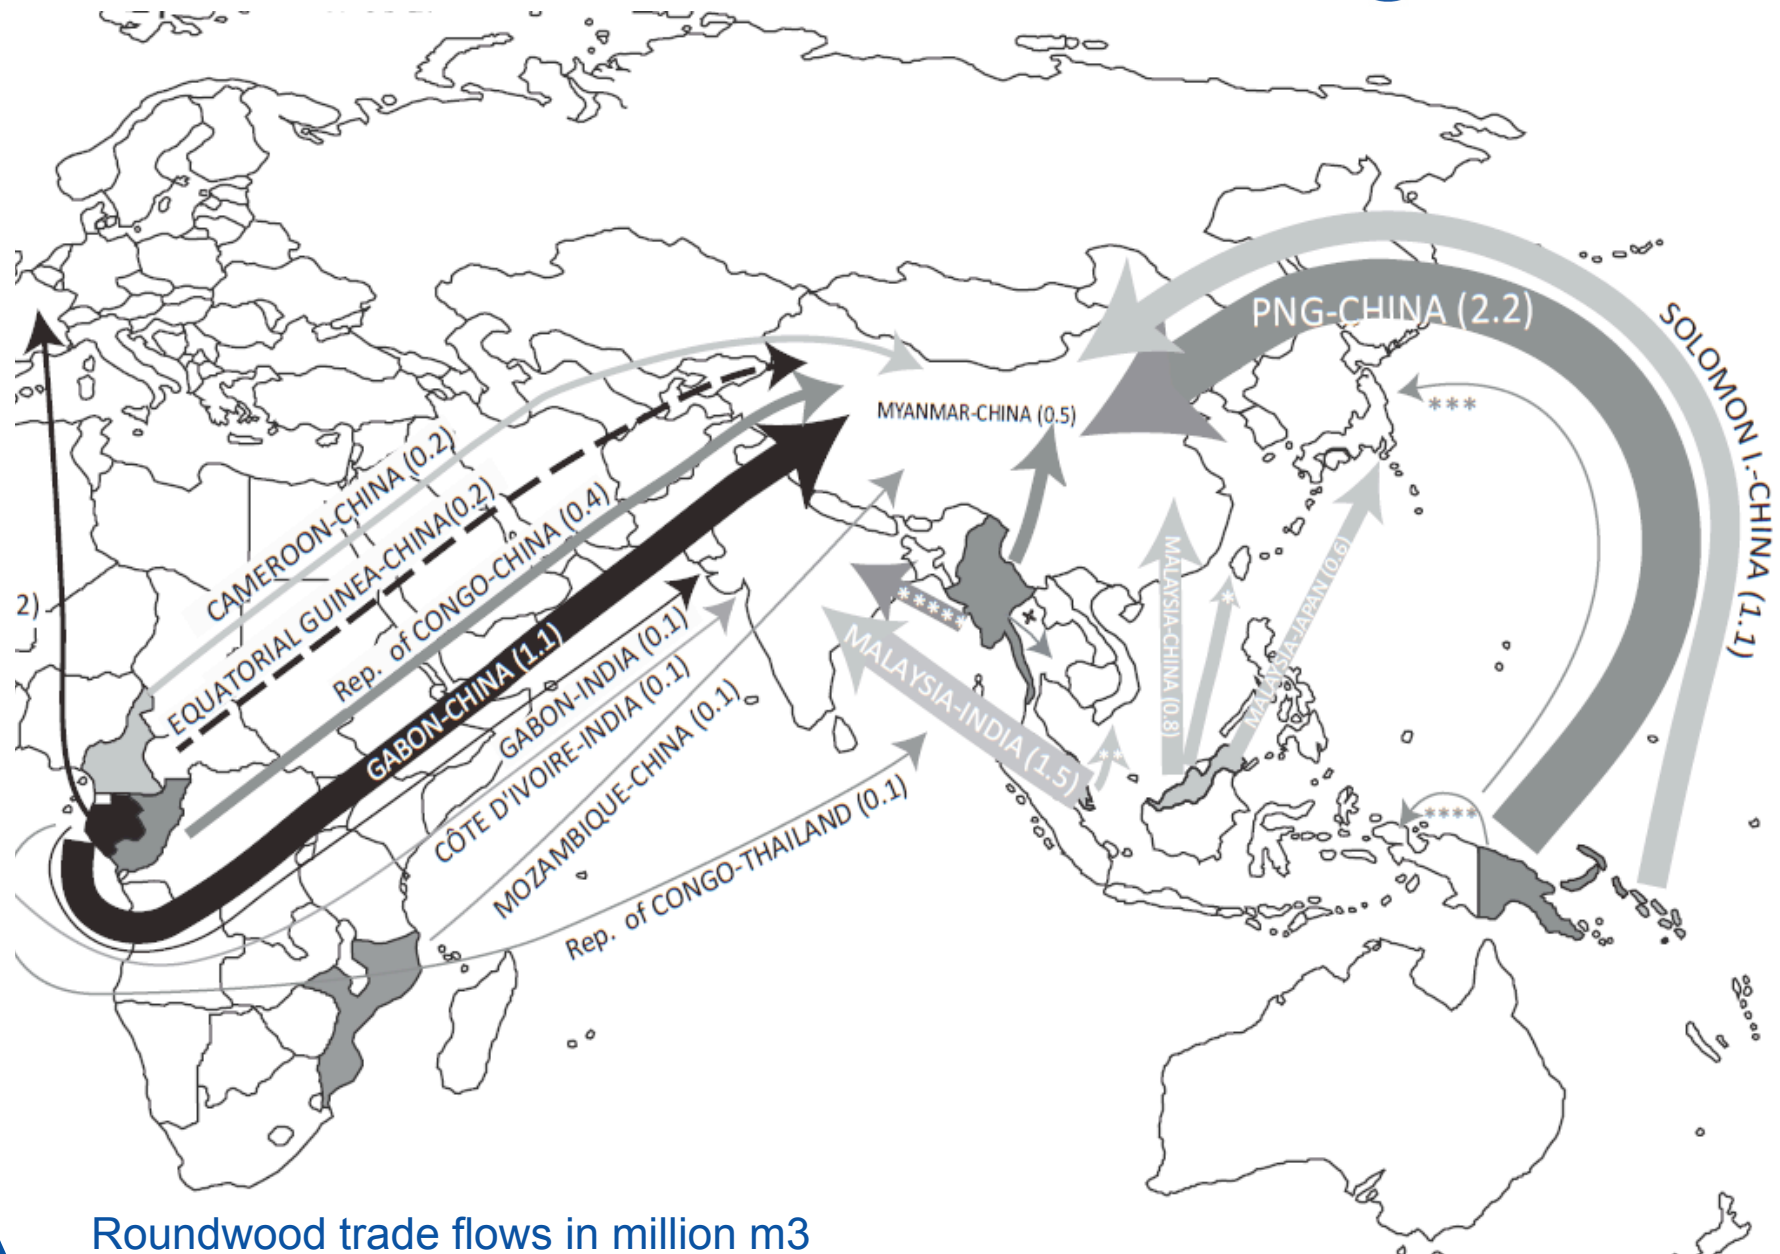 PNG-CHINA (2.2)
SOLOMON I.-CHINA (1.1)
***
MYANMAR-CHINA (0.5)
CAMEROON-CHINA (0.2)
EQUATORIAL GUINEA-CHINA(0.2)
Rep. of CONGO-CHINA (0.4)
GABON-CHINA (1.1)
GABON-INDIA (0.1)
CÔTE D'IVOIRE-INDIA (0.1)
MOZAMBIQUE-CHINA (0.1)
Rep. of CONGO-THAILAND (0.1)
2)
*****
+
MALAYSIA-INDIA (1.5)
**
MALAYSIA-CHINA (0.8)
*
MALAYSIA-JAPAN (0.6)
****
Roundwood trade flows in million m3